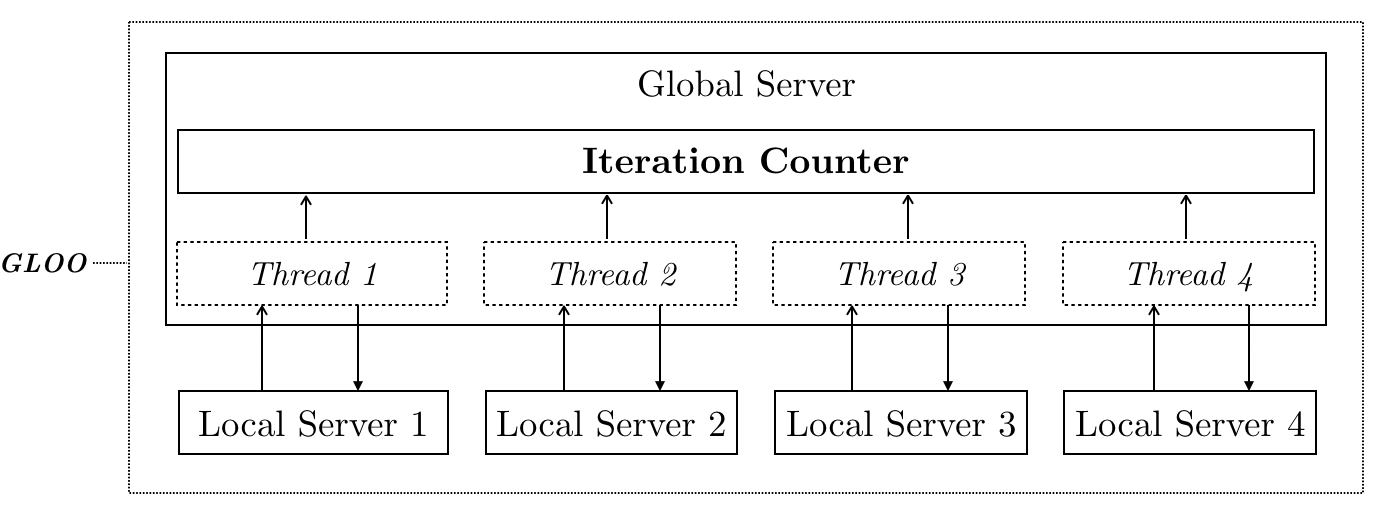 Global Server
Iteration Counter
GLOO
Thread 1
Thread 2
Thread 3
Thread 4
Local Server 1
Local Server 2
Local Server 3
Local Server 4